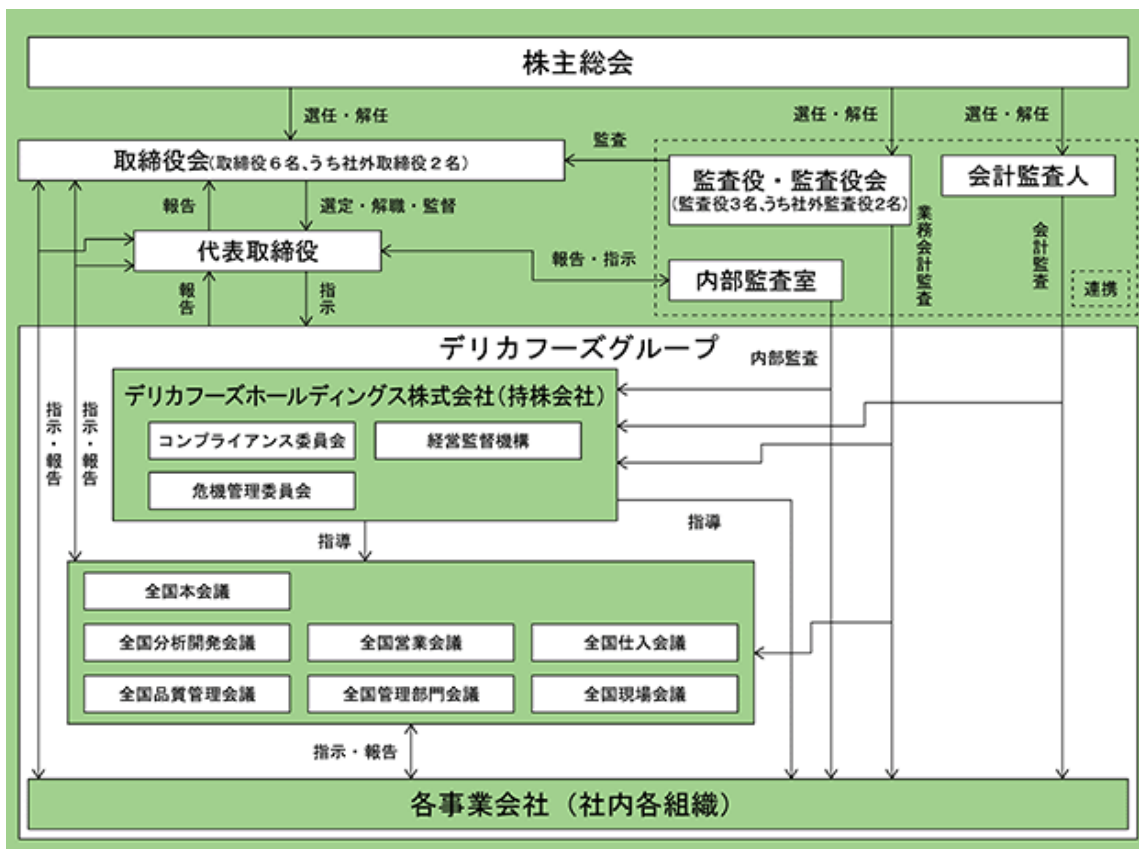 株主総会
選任・解任
選任・解任
選任・解任
取締役会(取締役6名、うち社外取締役2名)
監査
監査役・監査役会
(監査役3名、うち社外監査役2名)
会計監査人
報告
選定・解職・監督
業務会計監査
会計監査
代表取締役
報告・指示
内部監査室
連携
報告
指示
デリカフーズグループ
内部監査
デリカフーズホールディングス株式会社(持株会社)
指示・報告
指示・報告
コンプライアンス委員会
経営監督機構
危機管理委員会
指導
指導
全国本会議
全国分析開発会議
全国営業会議
全国仕入会議
全国品質管理会議
全国管理部門会議
全国現場会議
指示・報告
各事業会社(社内各組織)